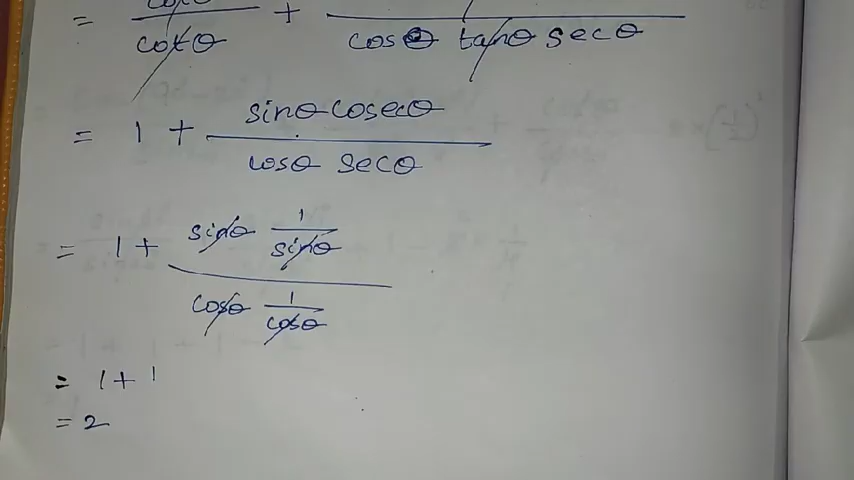 = cotθ / cotθ + / cosθ tanθ secθ
= 1 + sinθ cosecθ / cosθ secθ
= 1 + sinθ 1/sinθ / cosθ 1/cosθ
= 1 + 1
= 2